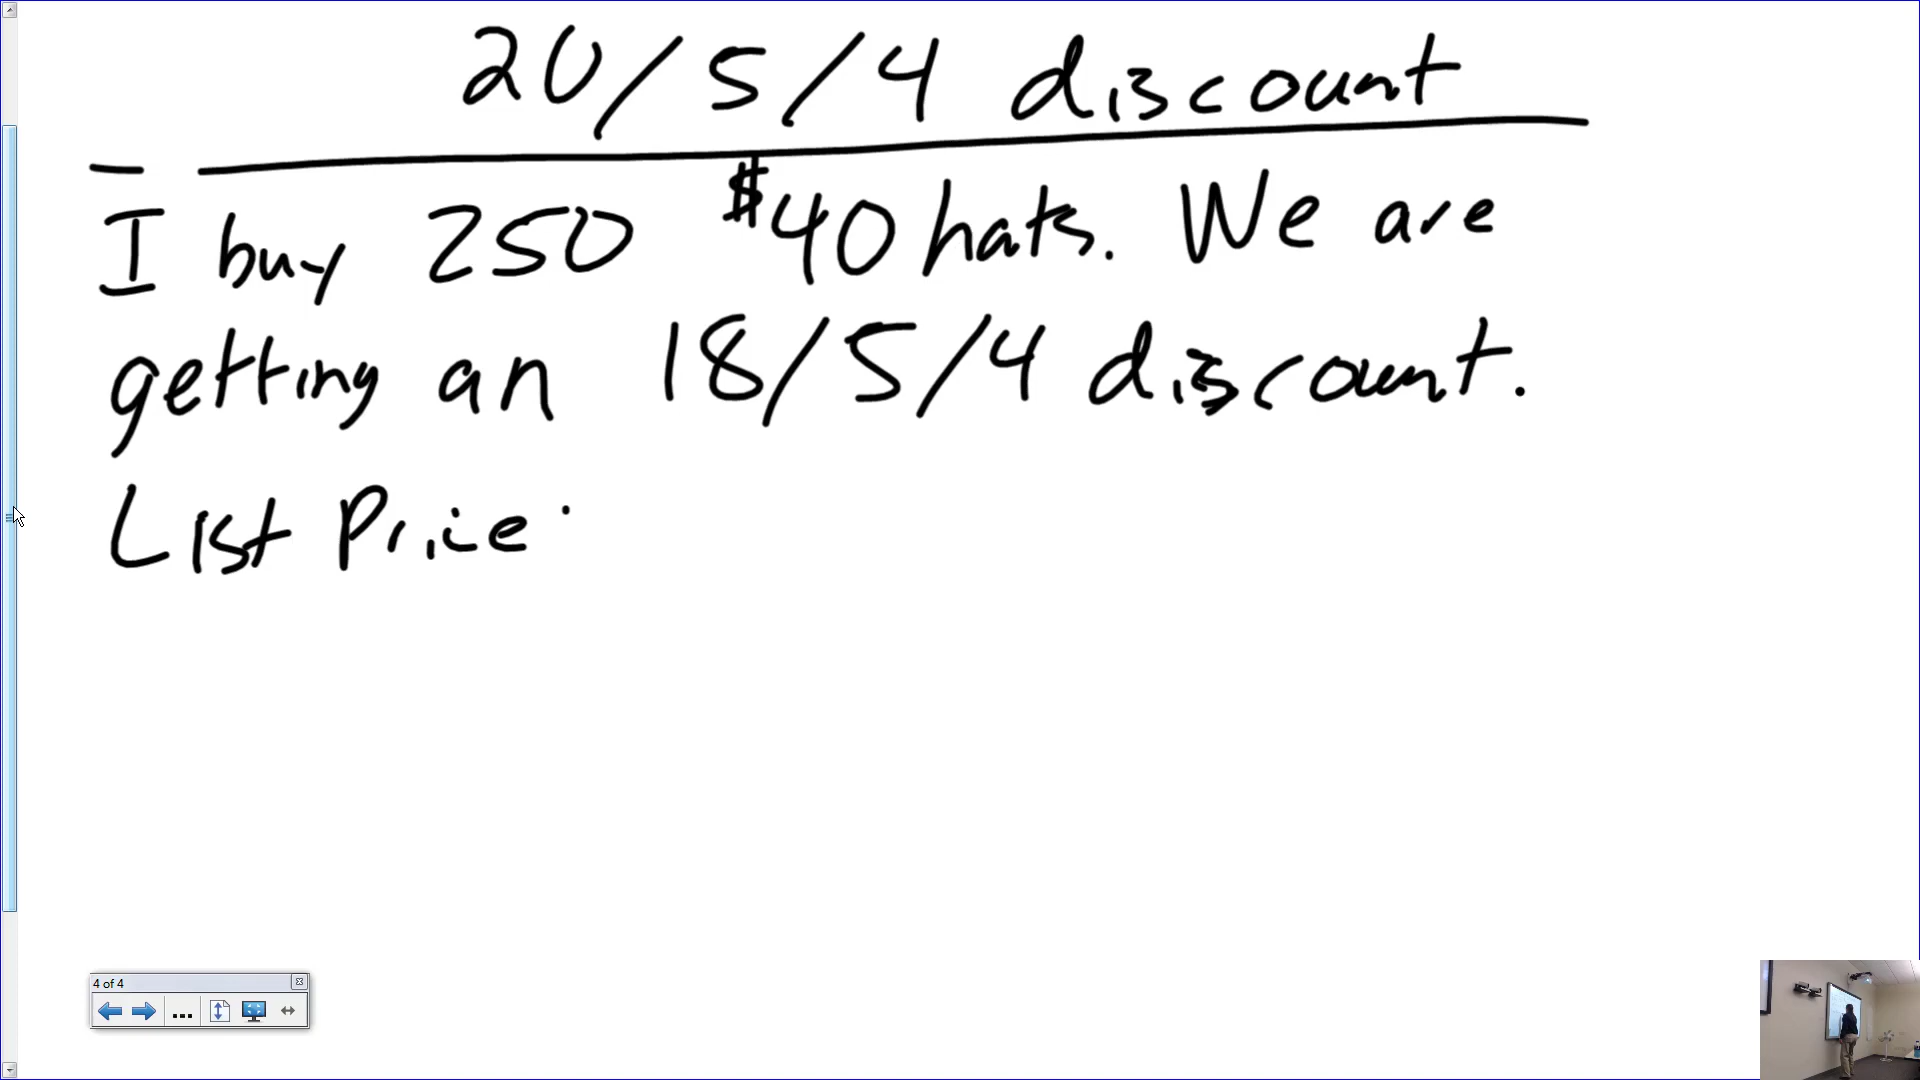 20/5/4 discount
I buy 250 $40 hats. We are
getting an 18/5/4 discount.
List Price
4 of 4